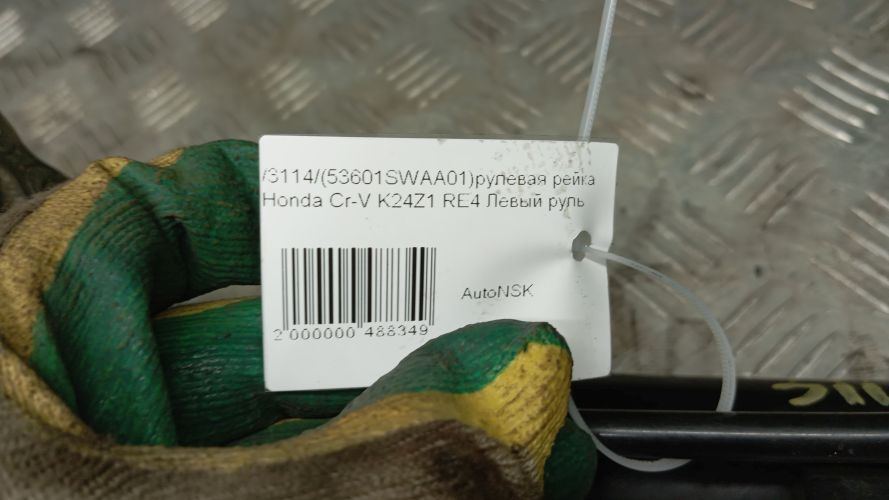 /3114/(53601SWAA01)рулевая рейка
Honda Cr-V K24Z1 RE4 Левый руль
AutoNSK
2 000000 488349